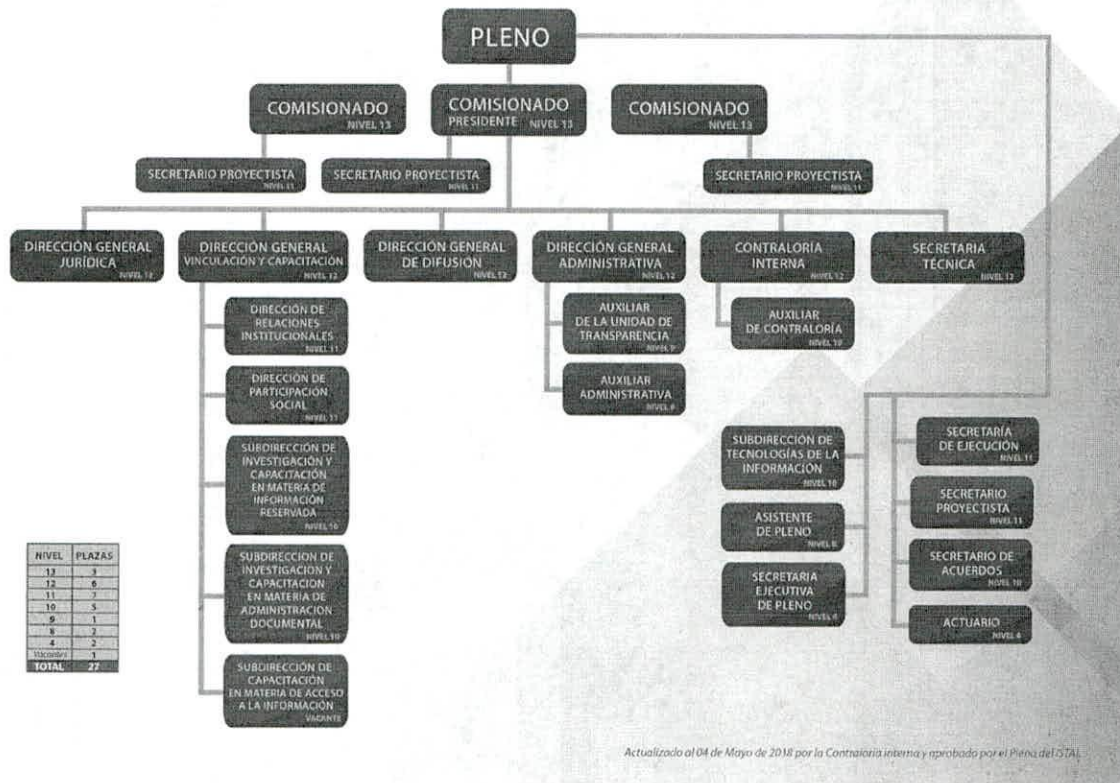 PLENO
COMISIONADO
NIVEL 13
COMISIONADO
PRESIDENTE NIVEL 13
COMISIONADO
NIVEL 13
SECRETARIO PROYECTISTA
NIVEL 11
SECRETARIO PROYECTISTA
NIVEL 11
SECRETARIO PROYECTISTA
NIVEL 11
DIRECCIÓN GENERAL
JURÍDICA
NIVEL 12
DIRECCIÓN GENERAL
VINCULACIÓN Y CAPACITACIÓN
NIVEL 12
DIRECCIÓN GENERAL
DE DIFUSIÓN
NIVEL 12
DIRECCIÓN GENERAL
ADMINISTRATIVA
NIVEL 12
CONTRALORÍA
INTERNA
NIVEL 12
SECRETARIA
TÉCNICA
NIVEL 12
DIRECCIÓN DE
RELACIONES
INSTITUCIONALES
NIVEL 11
DIRECCIÓN DE
PARTICIPACIÓN
SOCIAL
NIVEL 11
SUBDIRECCIÓN DE
INVESTIGACIÓN Y
CAPACITACIÓN
EN MATERIA DE
INFORMACIÓN
RESERVADA
NIVEL 10
SUBDIRECCION DE
INVESTIGACION Y
CAPACITACION
EN MATERIA DE
ADMINISTRACION
DOCUMENTAL
NIVEL 10
SUBDIRECCIÓN DE
CAPACITACIÓN
EN MATERIA DE ACCESO
A LA INFORMACIÓN
VACANTE
AUXILIAR
DE LA UNIDAD DE
TRANSPARENCIA
NIVEL 9
AUXILIAR
ADMINISTRATIVA
NIVEL
AUXILIAR
DE CONTRALORÍA
NIVEL 10
SUBDIRECCIÓN DE
TECNOLOGÍAS DE LA
INFORMACIÓN
NIVEL 10
ASISTENTE
DE PLENO
NIVEL 8
SECRETARIA
EJECUTIVA
DE PLENO
NIVEL 4
SECRETARÍA
DE EJECUCIÓN
NIVEL 11
SECRETARIO
PROYECTISTA
NIVEL 11
SECRETARIO DE
ACUERDOS
NIVEL 10
ACTUARIO
NIVEL
NIVEL PLAZAS
13 3
12 6
11 7
10 5
9 1
8 2
4 2
Vacantes 1
TOTAL 27
Actualizado al 04 de Mayo de 2018 por la Contraloría interna y aprobado por el Pleno del ISTAI.